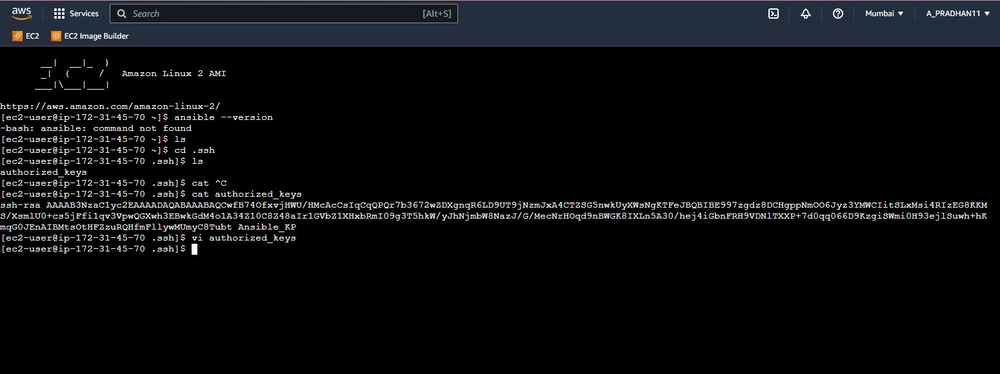 aws
Services
Search
[Alt+S]
Mumbai
A_PRADHAN11
EC2
EC2 Image Builder
__|  __|_  )
_|  (     /   Amazon Linux 2 AMI
___|\___|___|
https://aws.amazon.com/amazon-linux-2/
[ec2-user@ip-172-31-45-70 ~]$ ansible --version
-bash: ansible: command not found
[ec2-user@ip-172-31-45-70 ~]$ ls
[ec2-user@ip-172-31-45-70 ~]$ cd .ssh
[ec2-user@ip-172-31-45-70 .ssh]$ ls
authorized_keys
[ec2-user@ip-172-31-45-70 .ssh]$ cat ^C
[ec2-user@ip-172-31-45-70 .ssh]$ cat authorized_keys
ssh-rsa AAAAB3NzaC1yc2EAAAADAQABAAABAQCwfB74OfxvjHWU/HMcAcCsIqCqQPQr7b3672wZDXgnqR6LD9UT9jNzmJxA4CTZSG5nwkUyXWsNgKTFeJBQBIBE997zgdz8DCHgppNmOO6Jyz3YMWCIitSLxMsi4RIzEG8KKM
S/XsmlU0+cs5jFfi1qv3VpwQGXwh3EBwkGdM4o1A34Z10C8Z48aIr1GVbZ1XHxbRmI09g3T5hkW/yJhNjmbW8NazJ/G/MecNrHOqd9nBWGK8IXLn5A30/hej4iGbnFRH9VDNlTXXP+7d0qq066D9KzgiSWmi0H93ejlSuwh+hK
mqG0JEnAIBMtsOtHFZzuRQHfmFllywMUmyC8Tubt Ansible_KP
[ec2-user@ip-172-31-45-70 .ssh]$ vi authorized_keys
[ec2-user@ip-172-31-45-70 .ssh]$